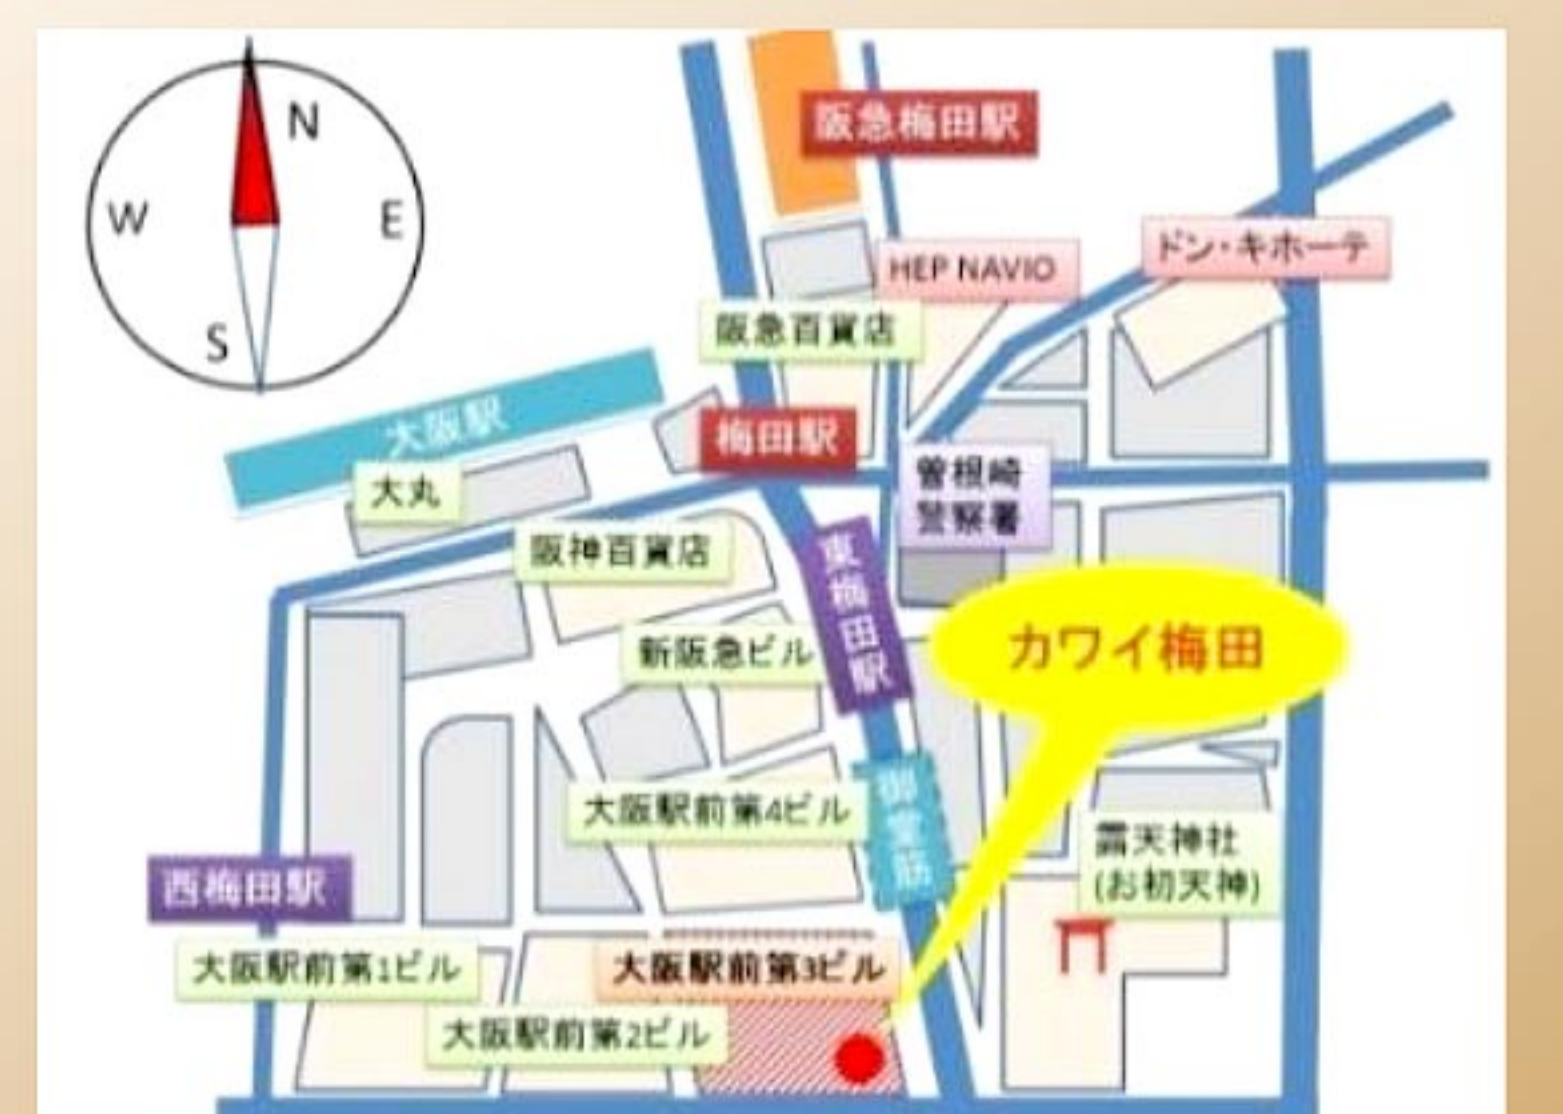 N
W
E
S
阪急梅田駅
HEP NAVIO
ドン・キホーテ
阪急百貨店
大阪駅
梅田駅
大丸
曽根崎
警察署
阪神百貨店
東梅田駅
カワイ梅田
新阪急ビル
大阪駅前第4ビル
御堂筋
露天神社
(お初天神)
西梅田駅
大阪駅前第1ビル
大阪駅前第3ビル
大阪駅前第2ビル